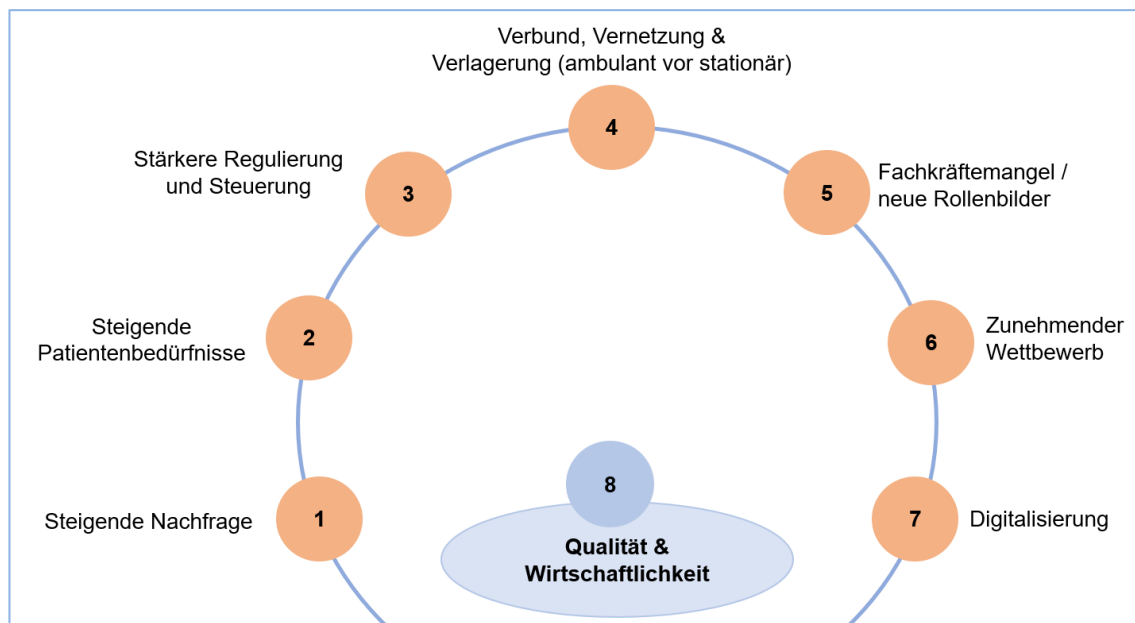 Verbund, Vernetzung &
Verlagerung (ambulant vor stationär)
4
Stärkere Regulierung
und Steuerung
3
Fachkräftemangel /
neue Rollenbilder
5
Steigende
Patientenbedürfnisse
2
Zunehmender
Wettbewerb
6
Steigende Nachfrage
1
8
Qualität &
Wirtschaftlichkeit
7
Digitalisierung